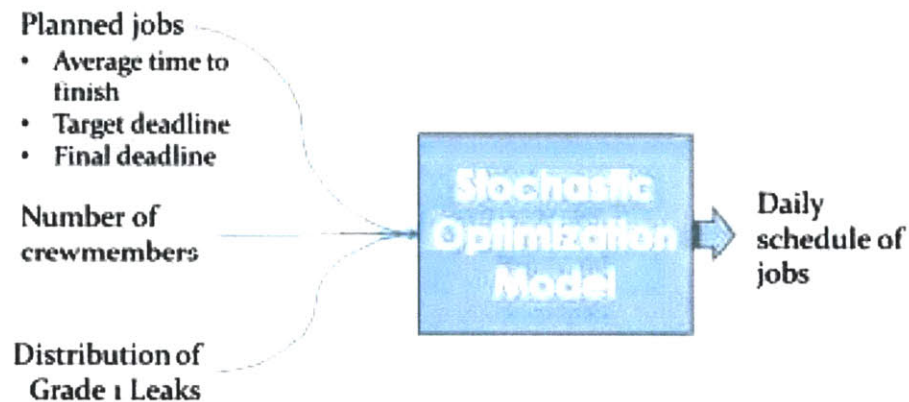 Planned jobs
• Average time to
finish
• Target deadline
• Final deadline
Number of
crewmembers
Distribution of
Grade 1 Leaks
Stochastic
Optimization
Model
Daily
schedule of
jobs